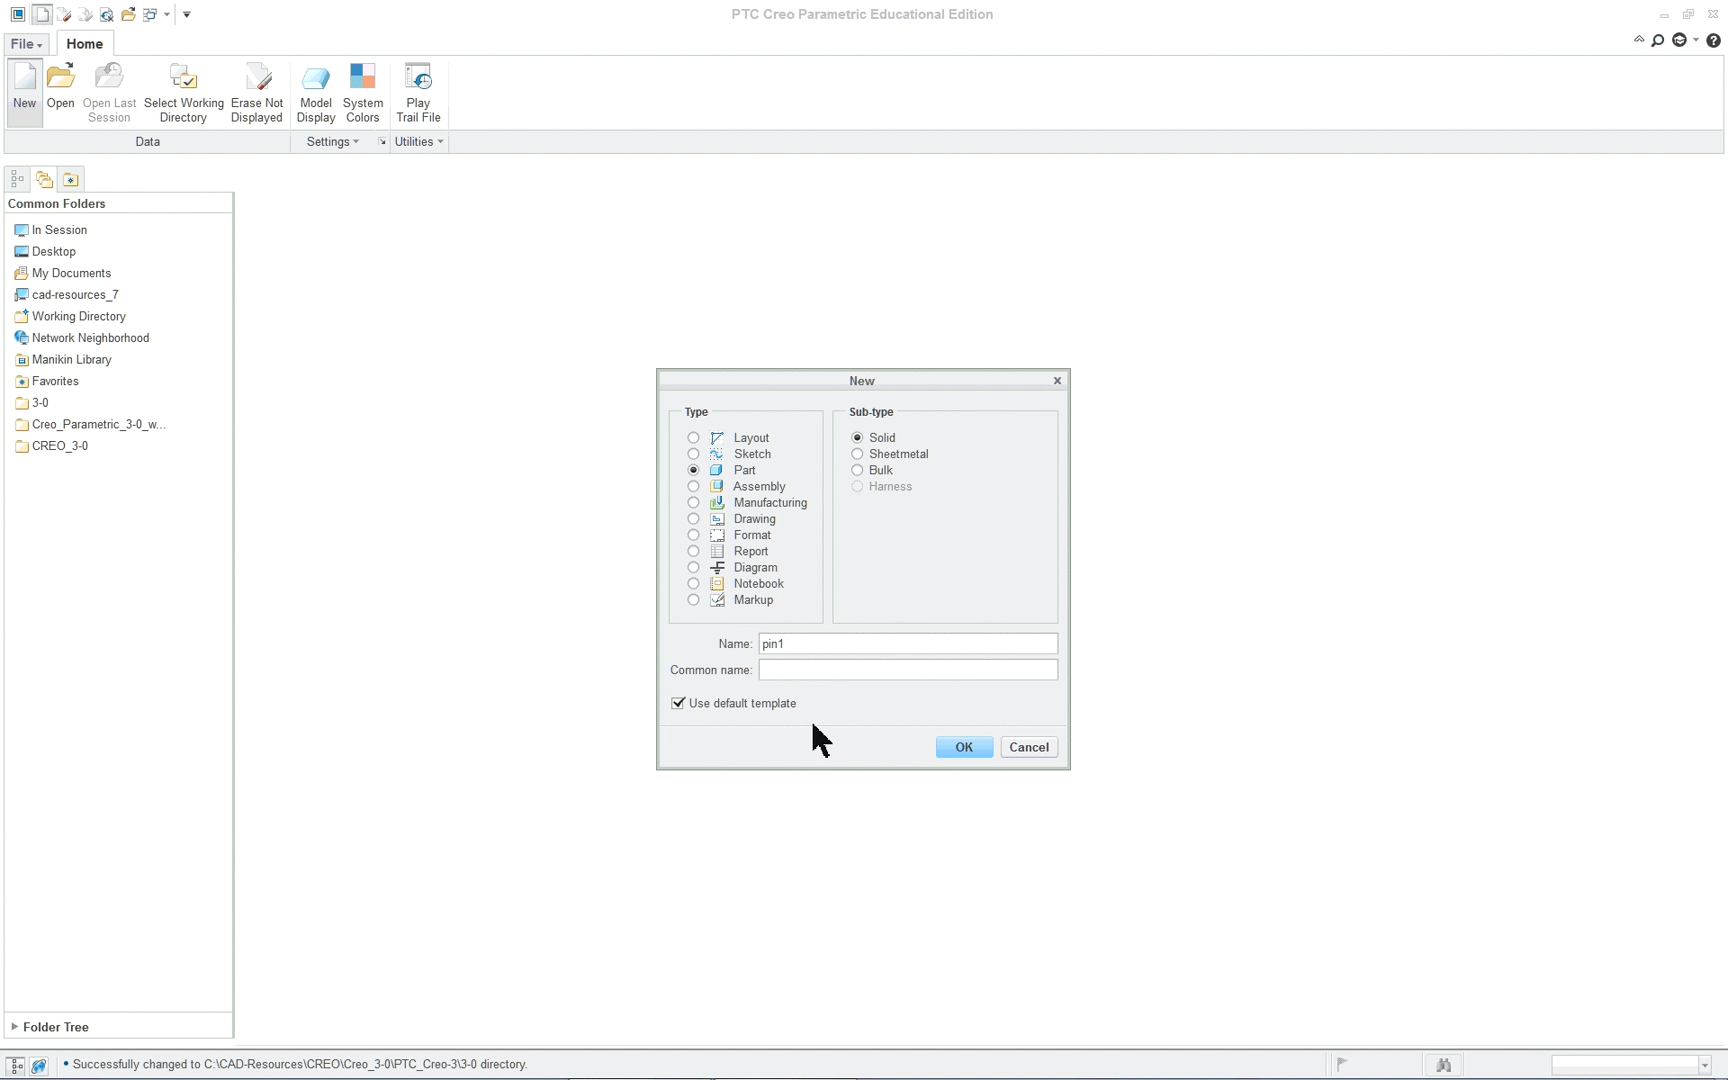 PTC Creo Parametric Educational Edition
File
Home
New
Open
Open Last
Session
Select Working
Directory
Erase Not
Displayed
Model
Display
System
Colors
Play
Trail File
Data
Settings
Utilities
Common Folders
In Session
Desktop
My Documents
cad-resources_7
Working Directory
Network Neighborhood
Manikin Library
Favorites
3-0
Creo_Parametric_3-0_w...
CREO_3-0
Folder Tree
New
Type
Layout
Sketch
Part
Assembly
Manufacturing
Drawing
Format
Report
Diagram
Notebook
Markup
Sub-type
Solid
Sheetmetal
Bulk
Harness
Name: pin1
Common name:
Use default template
OK
Cancel
• Successfully changed to C:\CAD-Resources\CREO\Creo_3-0\PTC_Creo-3\3-0 directory.